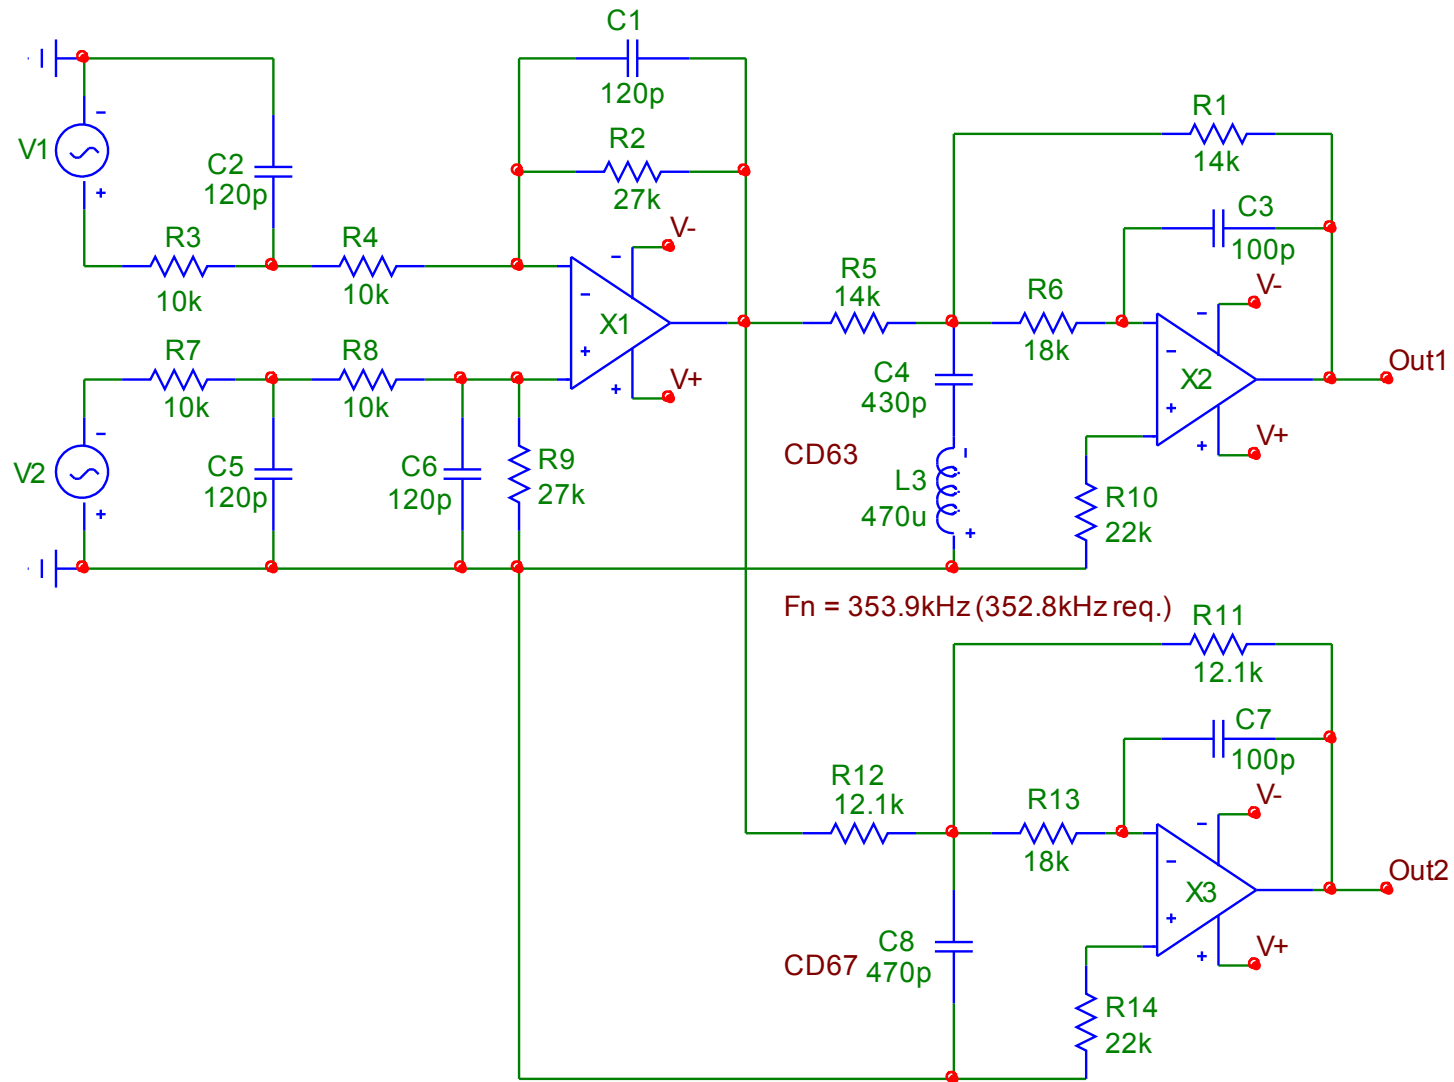 C1
120p
R2
27k
V1
C2
120p
R3
10k
R4
10k
V-
X1
V+
R7
10k
R8
10k
V2
C5
120p
C6
120p
R9
27k
R1
14k
C3
100p
R5
14k
R6
18k
V-
X2
V+
Out1
C4
430p
CD63
L3
470u
R10
22k
Fn = 353.9kHz (352.8kHz req.)
R11
12.1k
C7
100p
R12
12.1k
R13
18k
V-
X3
V+
Out2
CD67
C8
470p
R14
22k